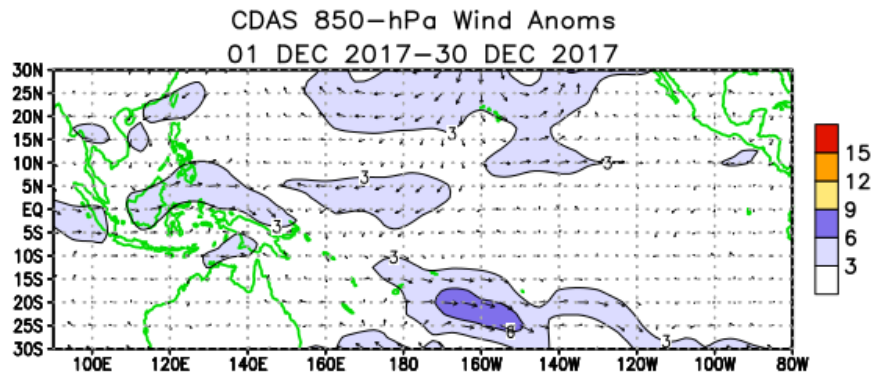 CDAS 850-hPa Wind Anoms
01 DEC 2017-30 DEC 2017
30N
25N
20N
15N
10N
5N
EQ
5S
10S
15S
20S
25S
30S
3
3
3
3
3
8
3
100E 120E 140E 160E 180 160W 140W 120W 100W 80W
15
12
9
6
3